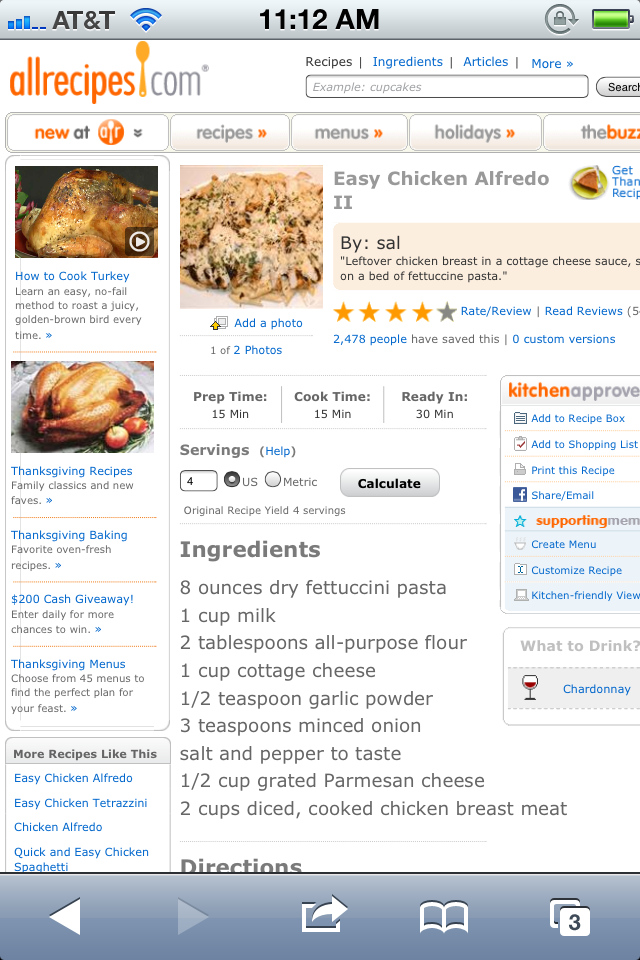 AT&T 11:12 AM
allrecipes.com®
Recipes | Ingredients | Articles | More »
Example: cupcakes
Search
new at ar
recipes »
menus »
holidays »
thebuzz
How to Cook Turkey
Learn an easy, no-fail
method to roast a juicy,
golden-brown bird every
time. »
Thanksgiving Recipes
Family classics and new
faves. »
Thanksgiving Baking
Favorite oven-fresh
recipes. »
$200 Cash Giveaway!
Enter daily for more
chances to win. »
Thanksgiving Menus
Choose from 45 menus to
find the perfect plan for
your feast. »
More Recipes Like This
Easy Chicken Alfredo
Easy Chicken Tetrazzini
Chicken Alfredo
Quick and Easy Chicken
Spaghetti
Add a photo
1 of 2 Photos
Easy Chicken Alfredo
II
Get
Than
Recip
By: sal
"Leftover chicken breast in a cottage cheese sauce, s
on a bed of fettuccine pasta."
Rate/Review | Read Reviews (5
2,478 people have saved this | 0 custom versions
Prep Time:
15 Min
Cook Time:
15 Min
Ready In:
30 Min
Servings (Help)
4 US Metric Calculate
Original Recipe Yield 4 servings
Ingredients
8 ounces dry fettuccini pasta
1 cup milk
2 tablespoons all-purpose flour
1 cup cottage cheese
1/2 teaspoon garlic powder
3 teaspoons minced onion
salt and pepper to taste
1/2 cup grated Parmesan cheese
2 cups diced, cooked chicken breast meat
Directions
kitchenapprove
Add to Recipe Box
Add to Shopping List
Print this Recipe
Share/Email
supportingmem
Create Menu
Customize Recipe
Kitchen-friendly View
What to Drink?
Chardonnay
3